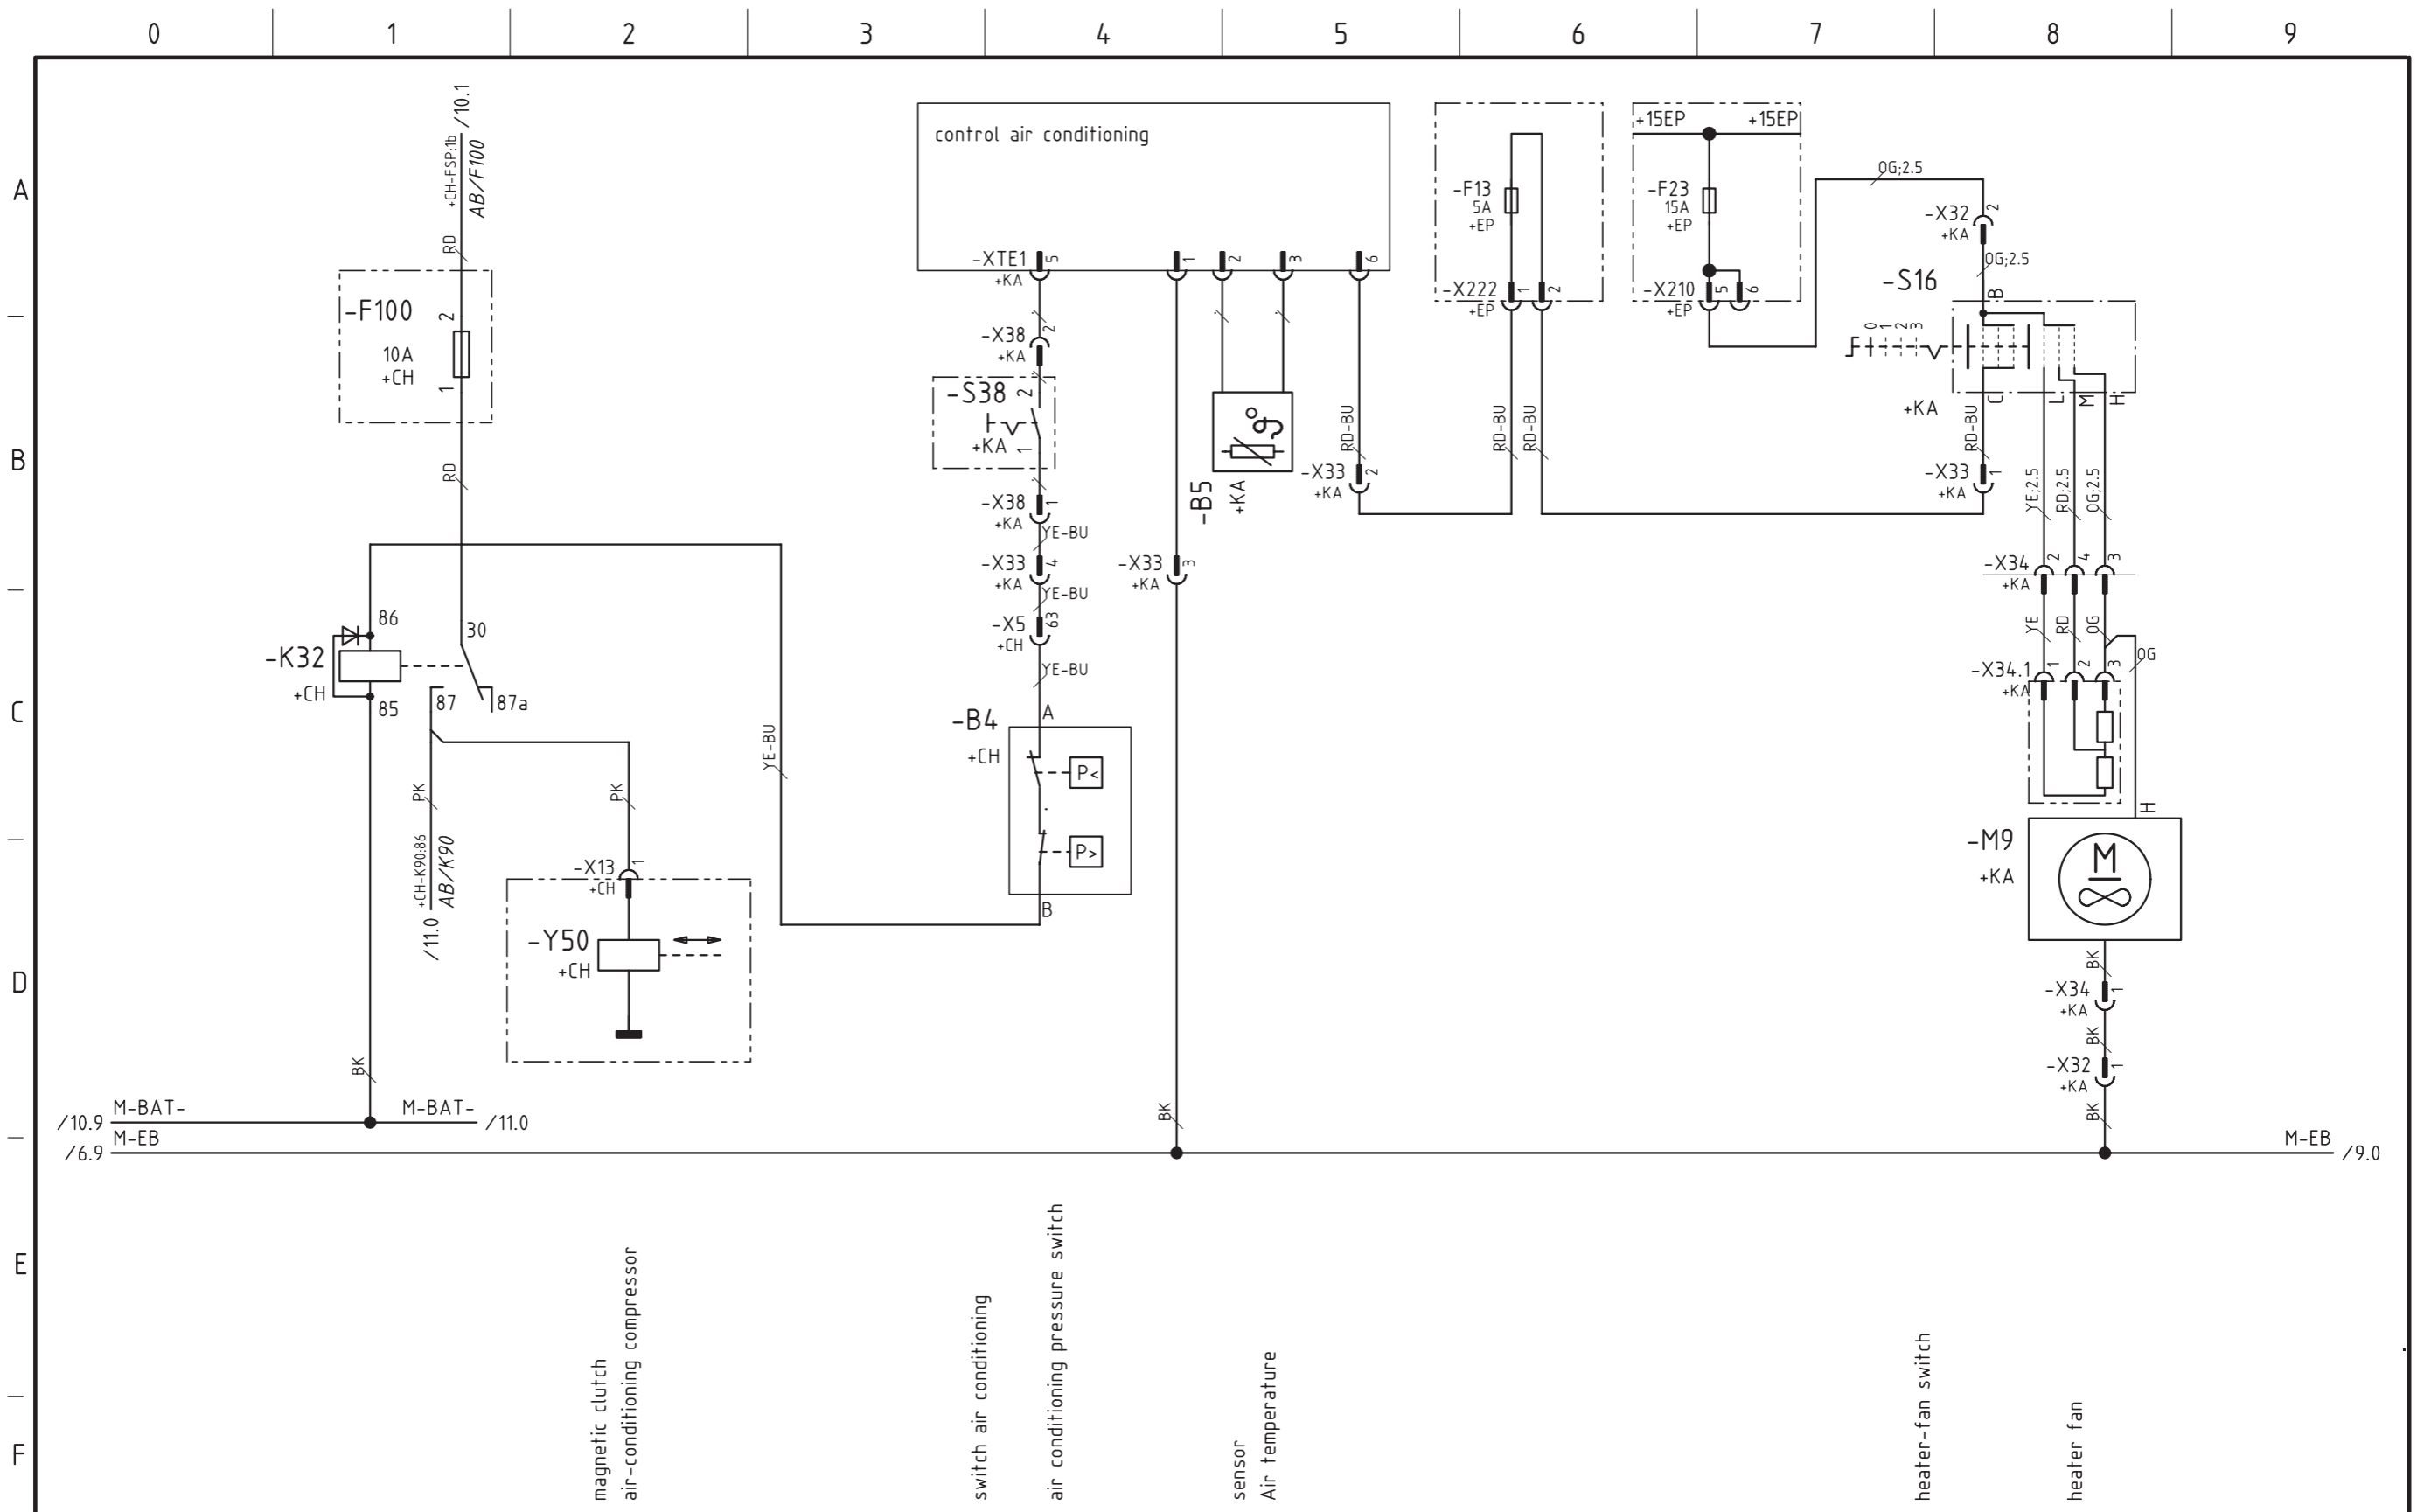 0 1 2 3 4 5 6 7 8 9
A
B
C
D
E
F
/10.1
+CH-FSP:1b
AB/F100
RD
-F100
2
10A
+CH
1
RD
86
30
-K32
+CH
85
87
87a
PK
PK
+CH-K90:86
AB/K90
/11.0
-X13
1
+CH
-Y50
+CH
BK
/10.9 M-BAT- M-BAT- /11.0
/6.9 M-EB M-EB /9.0
YE-BU
control air conditioning
-XTE1 5 1 2 3 6
+KA
-X38 2
+KA
-S38 2
+KA 1
-X38 1
+KA
YE-BU
-X33 4
+KA
YE-BU
-X5 63
+CH
YE-BU
-B4 A
+CH
P<
P>
B
-X33 3
+KA
BK
ϑ
-B5
+KA
RD-BU
-X33 2
+KA
-F13
5A
+EP
-X222 1 2
+EP
RD-BU
RD-BU
+15EP +15EP
-F23
15A
+EP
-X210 5 6
+EP
OG;2.5
-X32 2
+KA
OG;2.5
-S16
B
0 1 2 3
+KA
C L M H
RD-BU
-X33 1
+KA
YE;2.5
RD;2.5
OG;2.5
-X34 2 4 3
+KA
YE
RD
OG
OG
-X34.1 1 2 3
+KA
H
-M9
+KA
M
BK
-X34 1
+KA
BK
-X32 1
+KA
BK
magnetic clutch
air-conditioning compressor
switch air conditioning
air conditioning pressure switch
sensor
Air temperature
heater-fan switch
heater fan